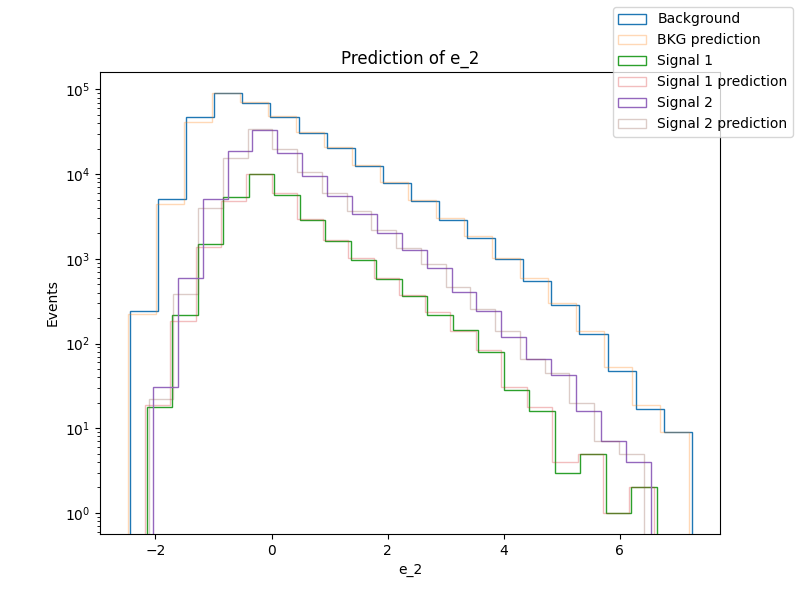 Prediction of e_2
Background
BKG prediction
Signal 1
Signal 1 prediction
Signal 2
Signal 2 prediction
Events
10⁵
10⁴
10³
10²
10¹
10⁰
−2 0 2 4 6
e_2